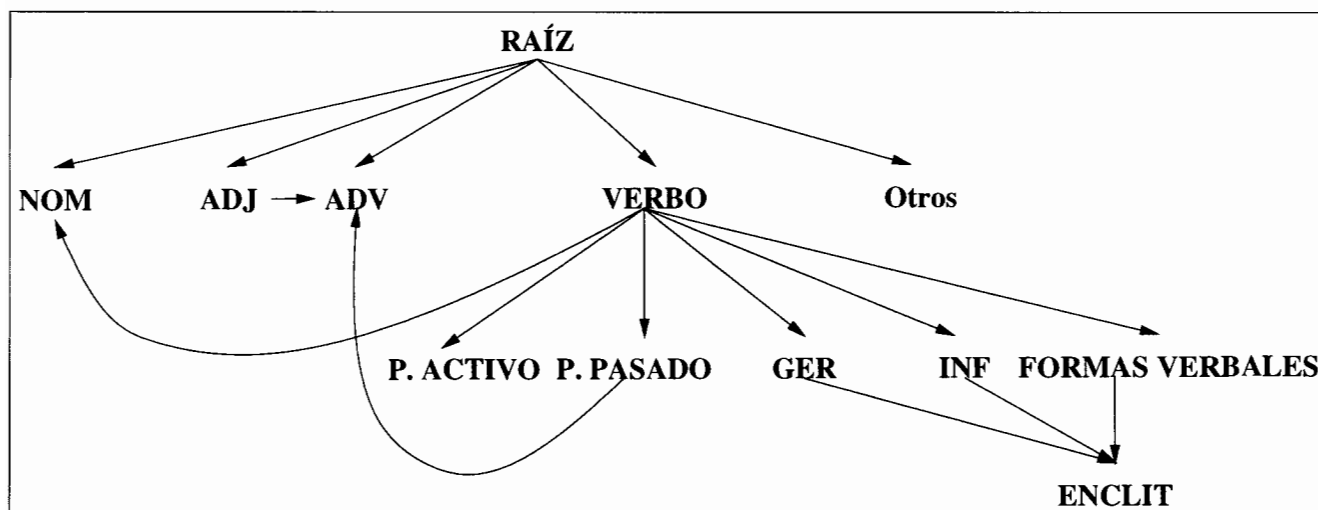 RAÍZ
NOM ADJ ADV VERBO Otros
P. ACTIVO P. PASADO GER INF FORMAS VERBALES
ENCLIT